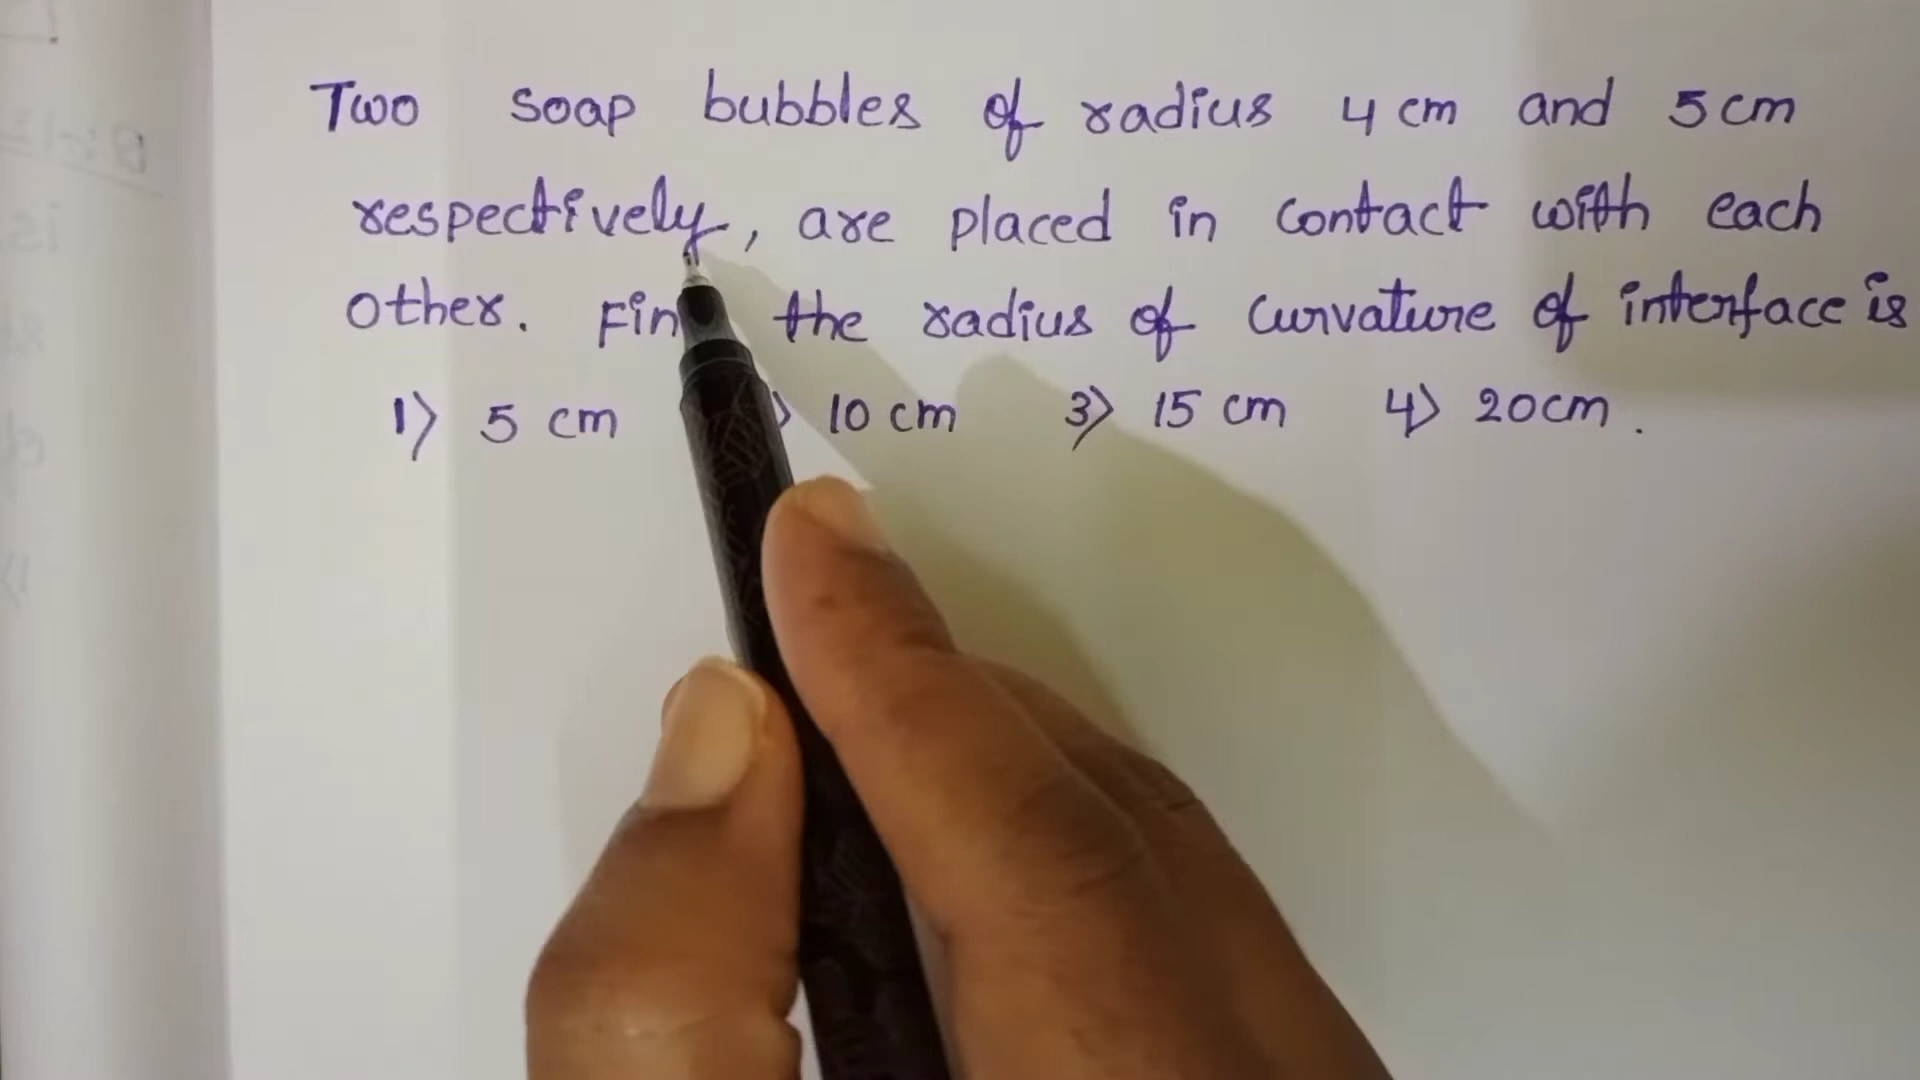 Two soap bubbles of radius 4 cm and 5 cm
respectively, are placed in contact with each
other. Fin the radius of curvature of interface is
1) 5 cm ) 10 cm 3) 15 cm 4) 20cm.